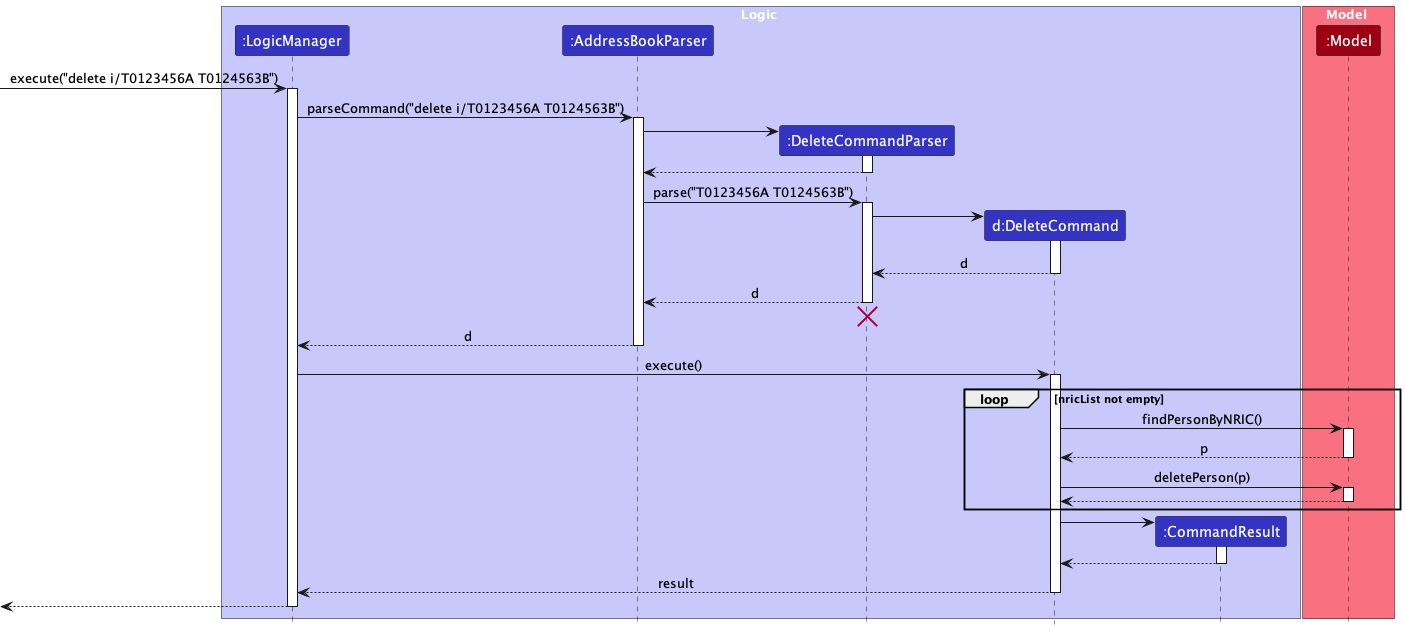 Logic
Model
:LogicManager
:AddressBookParser
:Model
execute("delete i/T0123456A T0124563B")
parseCommand("delete i/T0123456A T0124563B")
:DeleteCommandParser
parse("T0123456A T0124563B")
d:DeleteCommand
d
d
d
execute()
loop
[nricList not empty]
findPersonByNRIC()
p
deletePerson(p)
:CommandResult
result